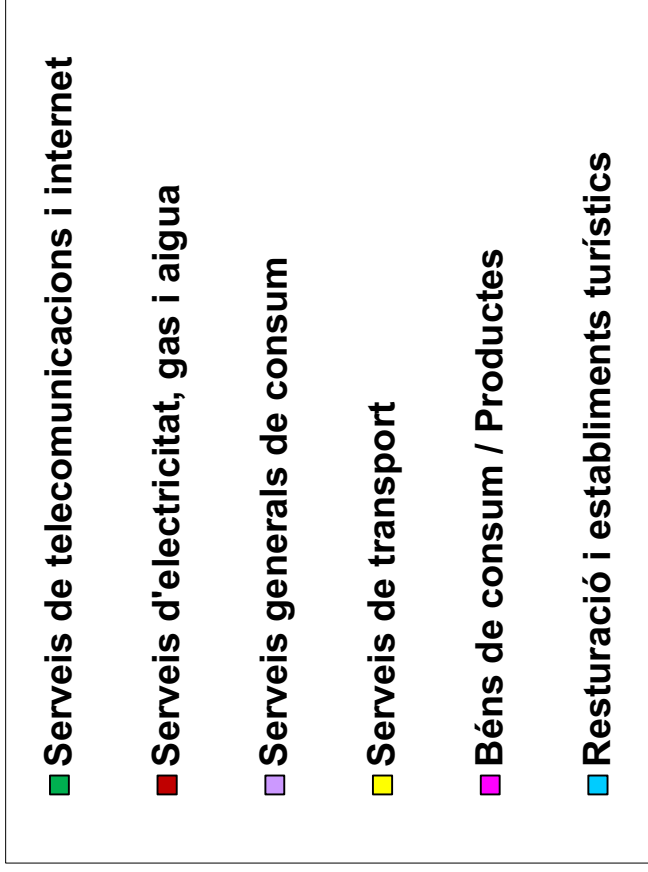 Serveis de telecomunicacions i internet
Serveis d'electricitat, gas i aigua
Serveis generals de consum
Serveis de transport
Béns de consum / Productes
Resturació i establiments turístics